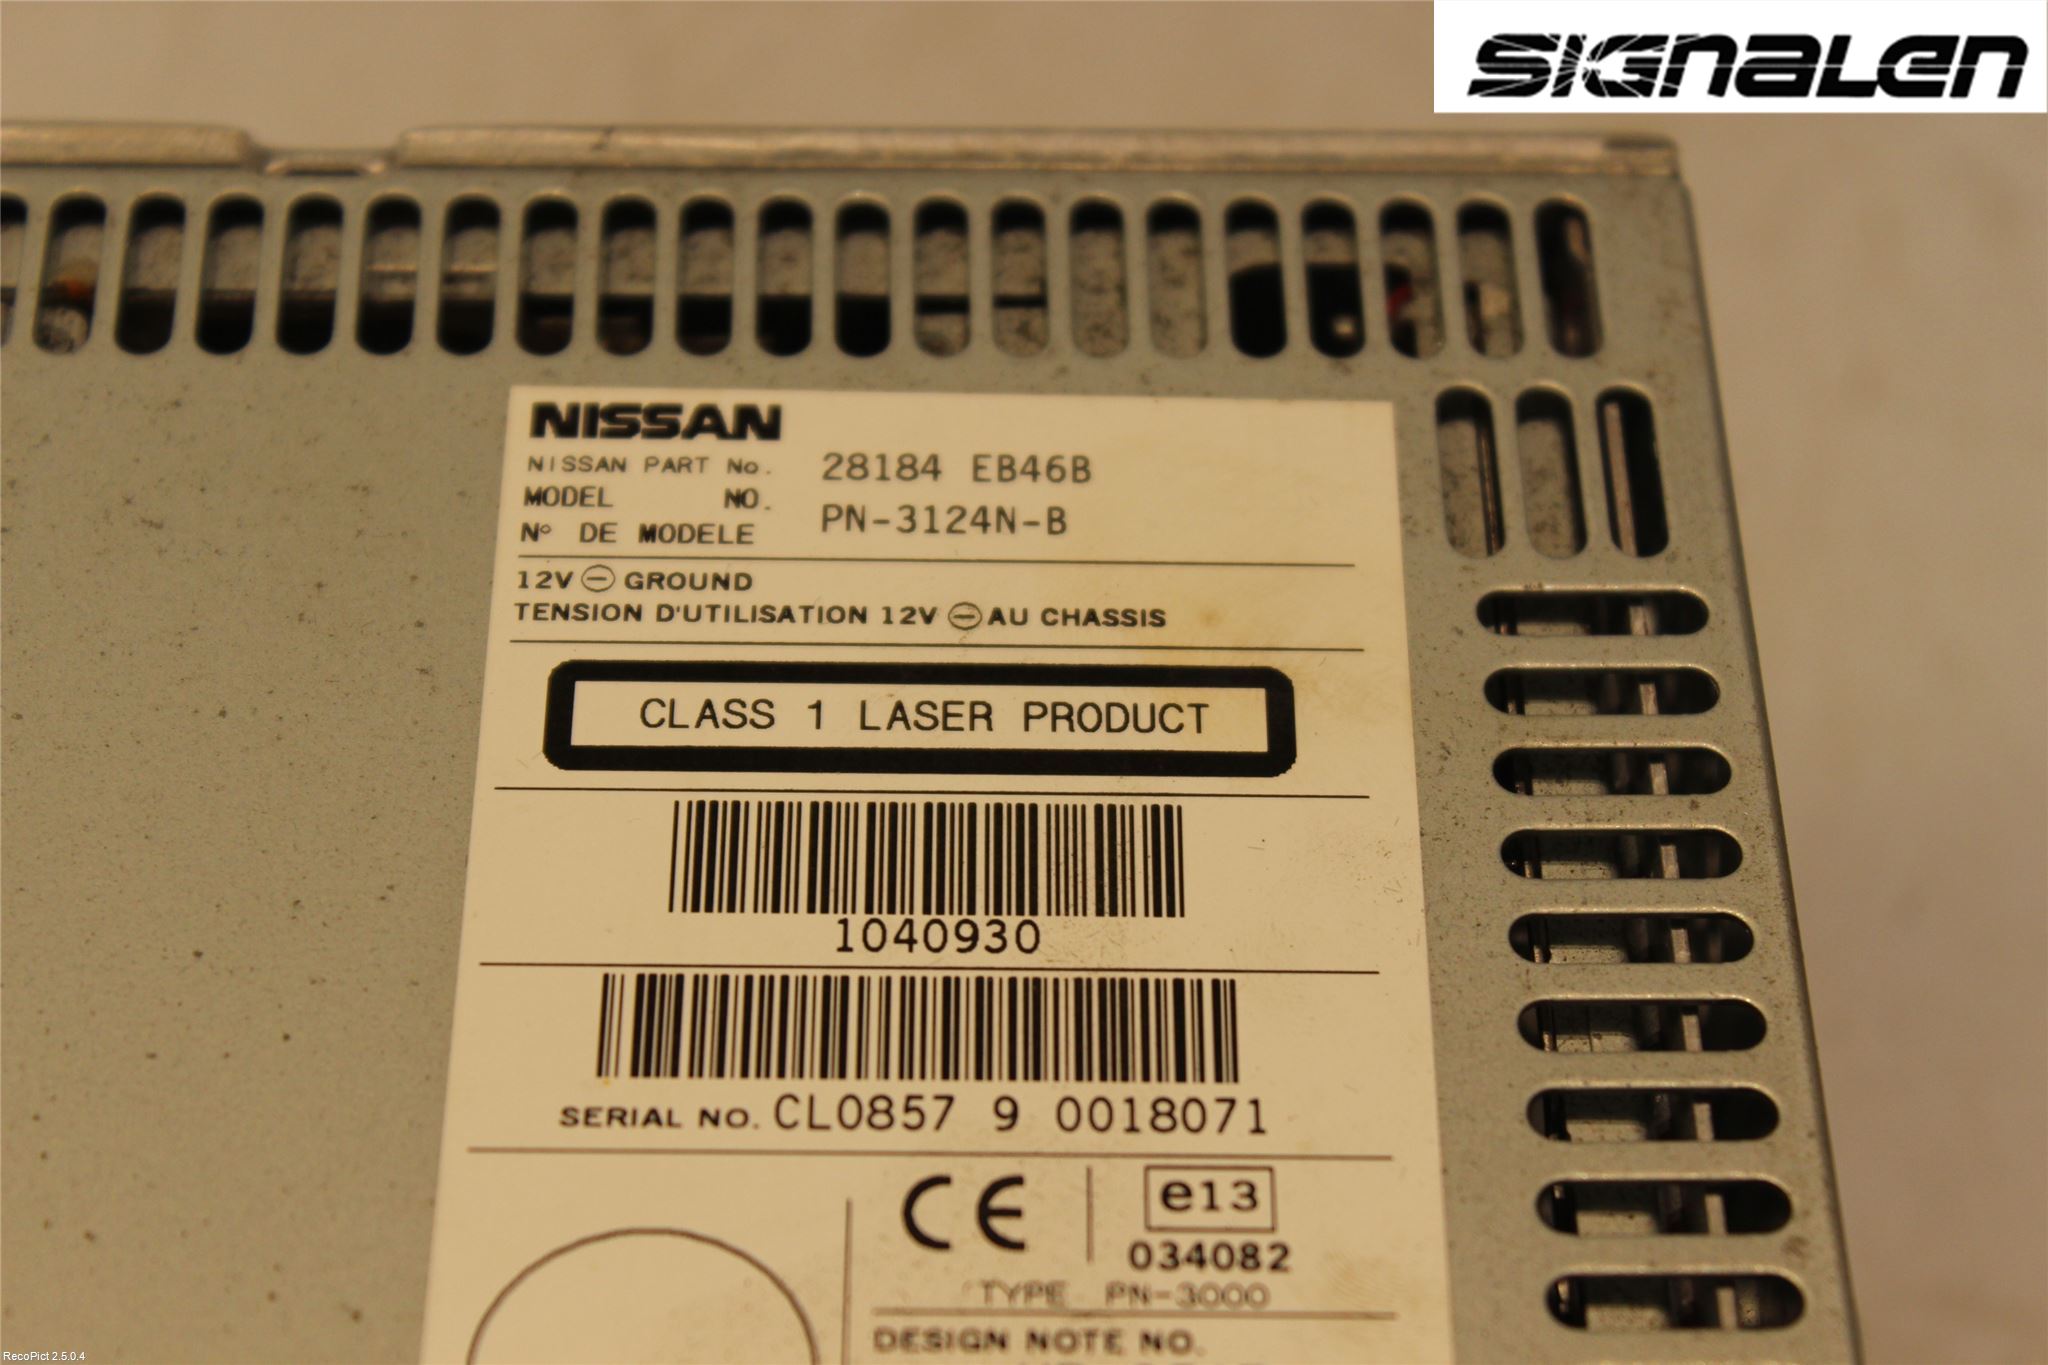 SIGNALEN
NISSAN
NISSAN PART No. 28184 EB46B
MODEL NO.
N° DE MODELE PN-3124N-B
12V ⊖ GROUND
TENSION D'UTILISATION 12V ⊖ AU CHASSIS
CLASS 1 LASER PRODUCT
1040930
SERIAL NO. CL0857 9 0018071
CE
e13
034082
TYPE PN-3000
DESIGN NOTE NO.
RecoPict 2.5.0.4